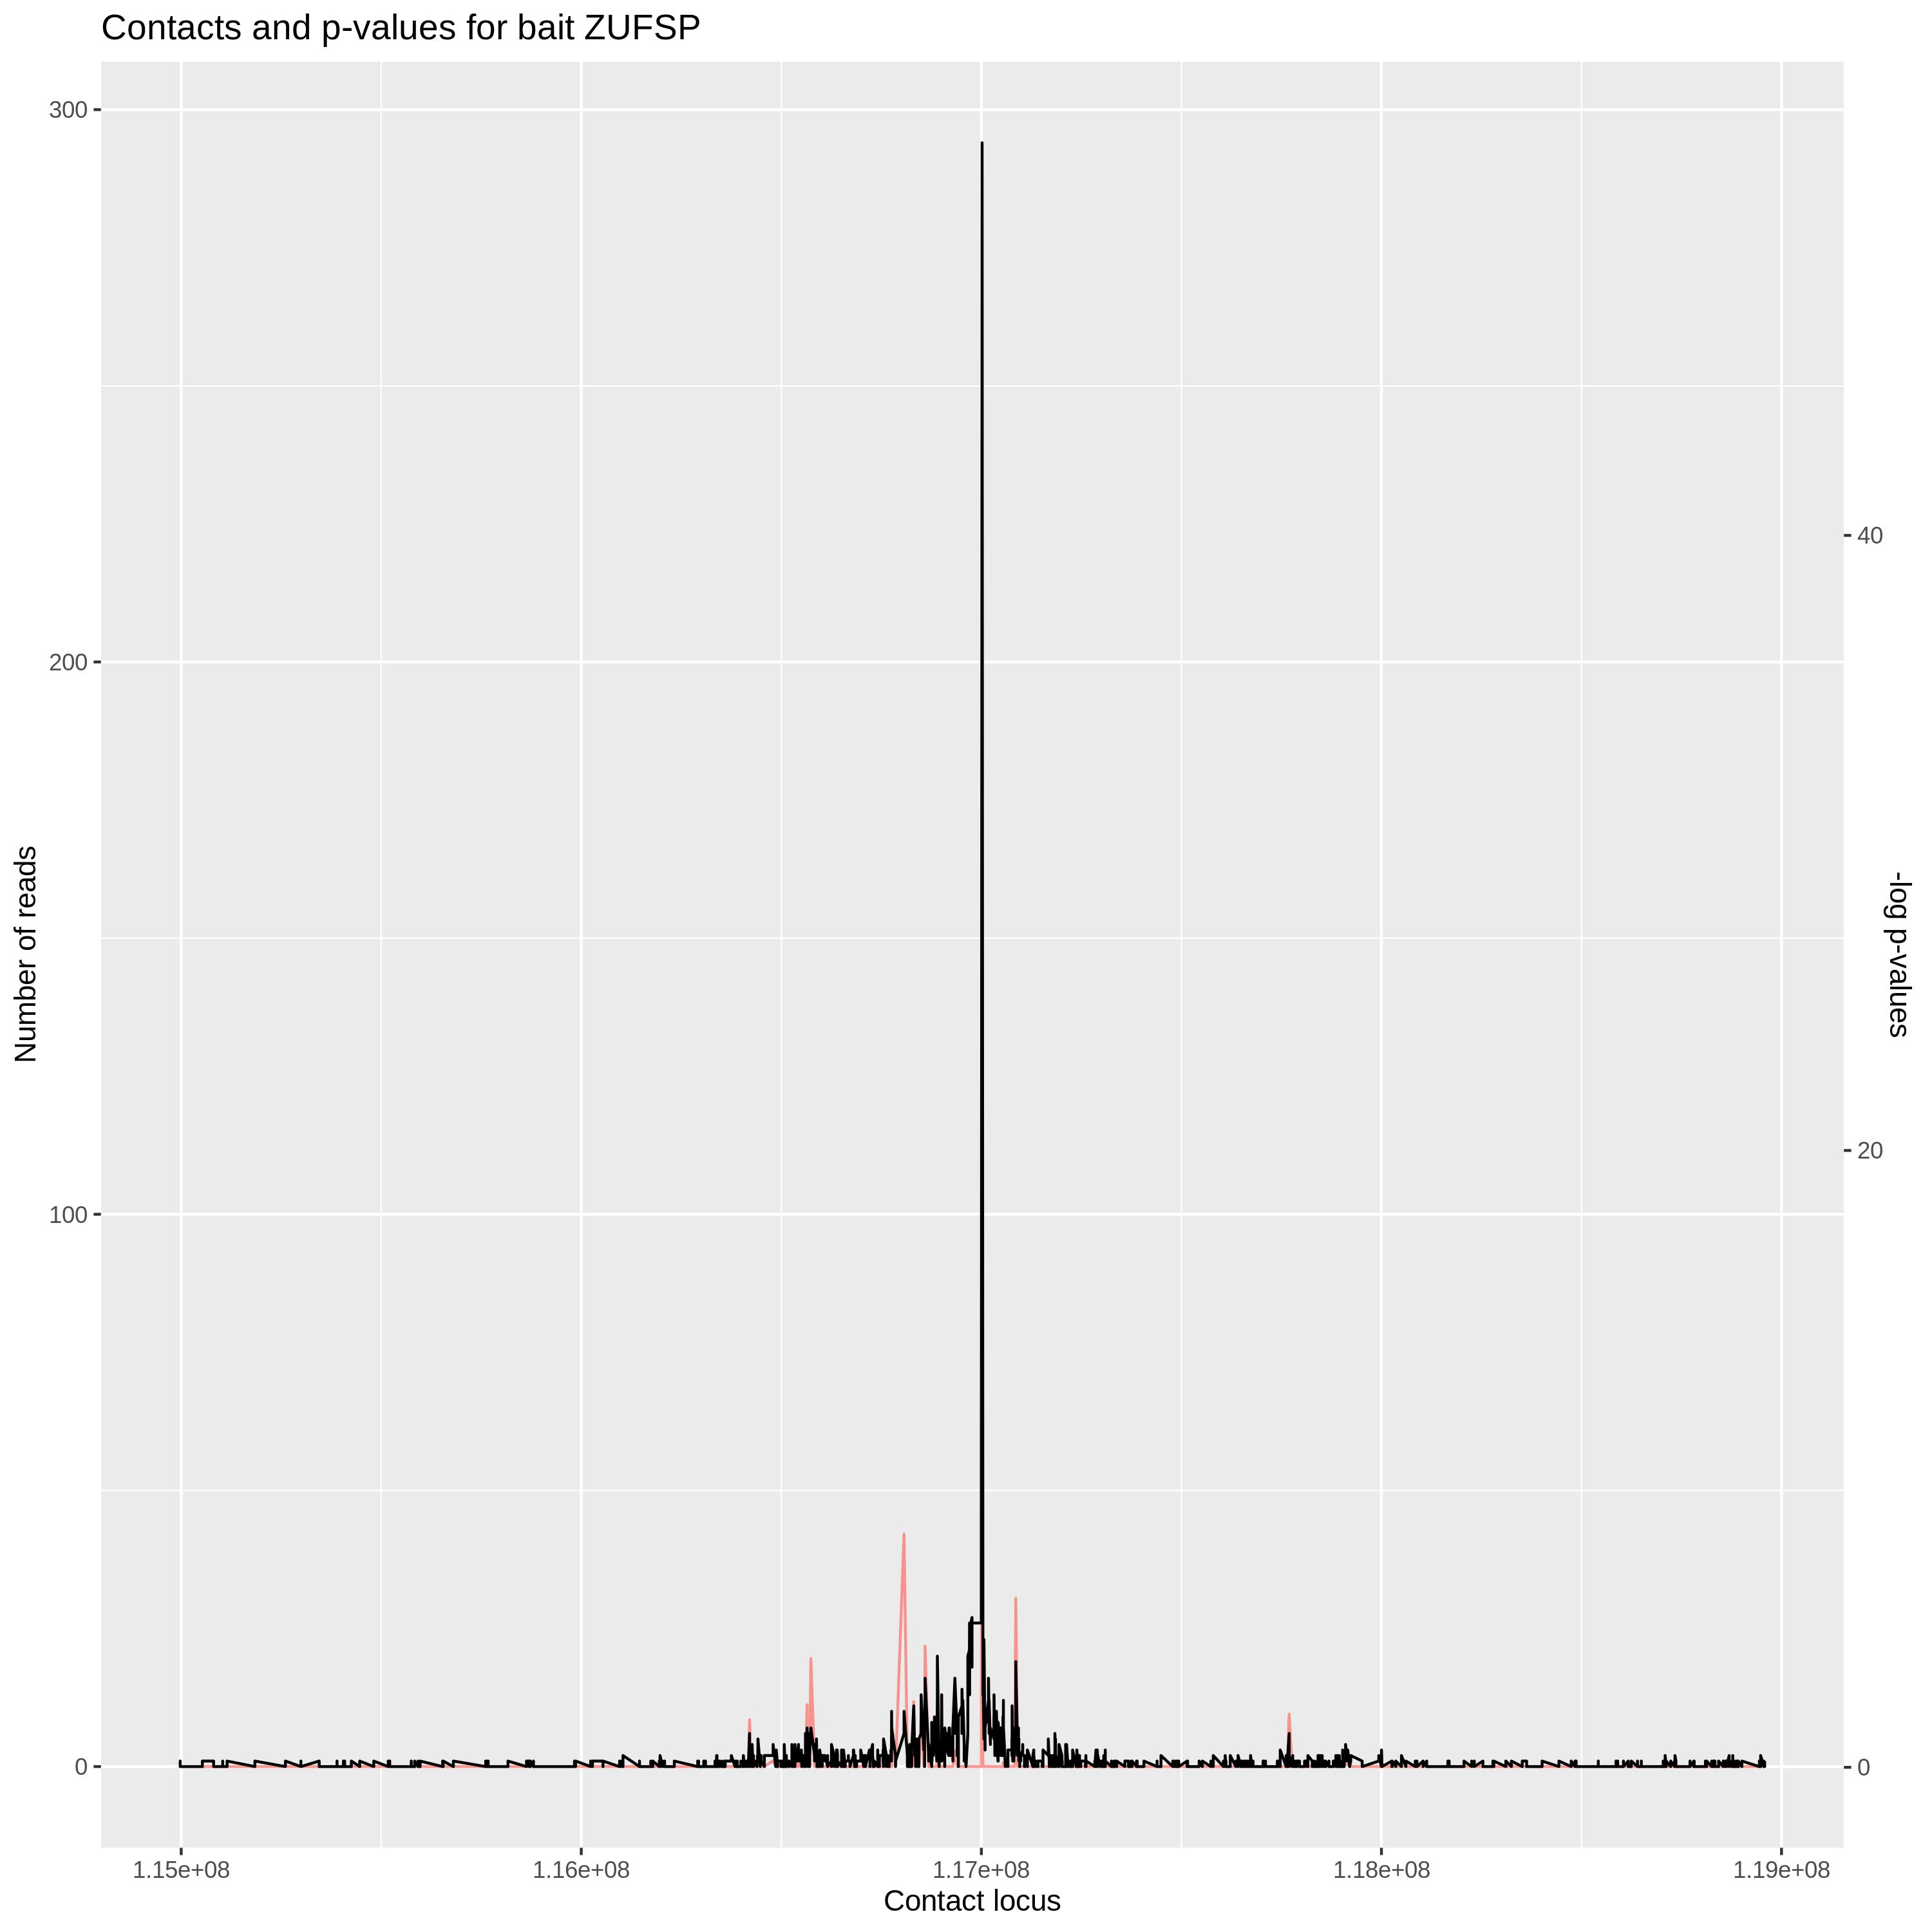 Contacts and p-values for bait ZUFSP
300
200
100
0
Number of reads
40
20
0
-log p-values
1.15e+08
1.16e+08
1.17e+08
1.18e+08
1.19e+08
Contact locus